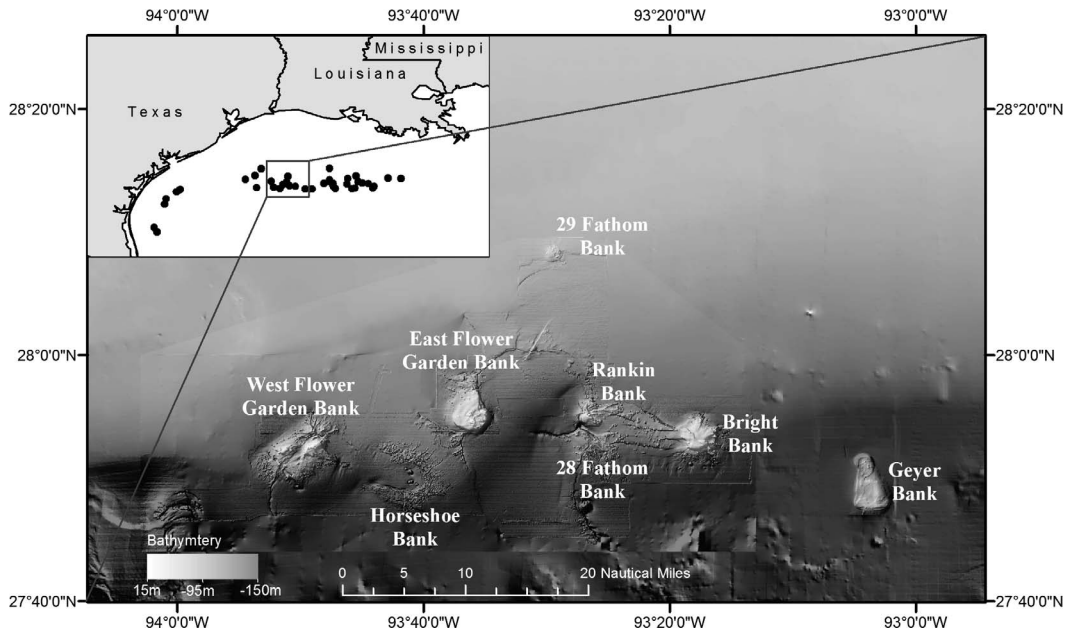 94°0'0"W 93°40'0"W 93°20'0"W 93°0'0"W
Mississippi
Louisiana
Texas
28°20'0"N 28°20'0"N
29 Fathom
Bank
28°0'0"N 28°0'0"N
East Flower
Garden Bank
Rankin
Bank
West Flower
Garden Bank
Bright
Bank
28 Fathom
Bank
Geyer
Bank
Horseshoe
Bank
Bathymtery
15m -95m -150m
0 5 10 20 Nautical Miles
27°40'0"N 27°40'0"N
94°0'0"W 93°40'0"W 93°20'0"W 93°0'0"W